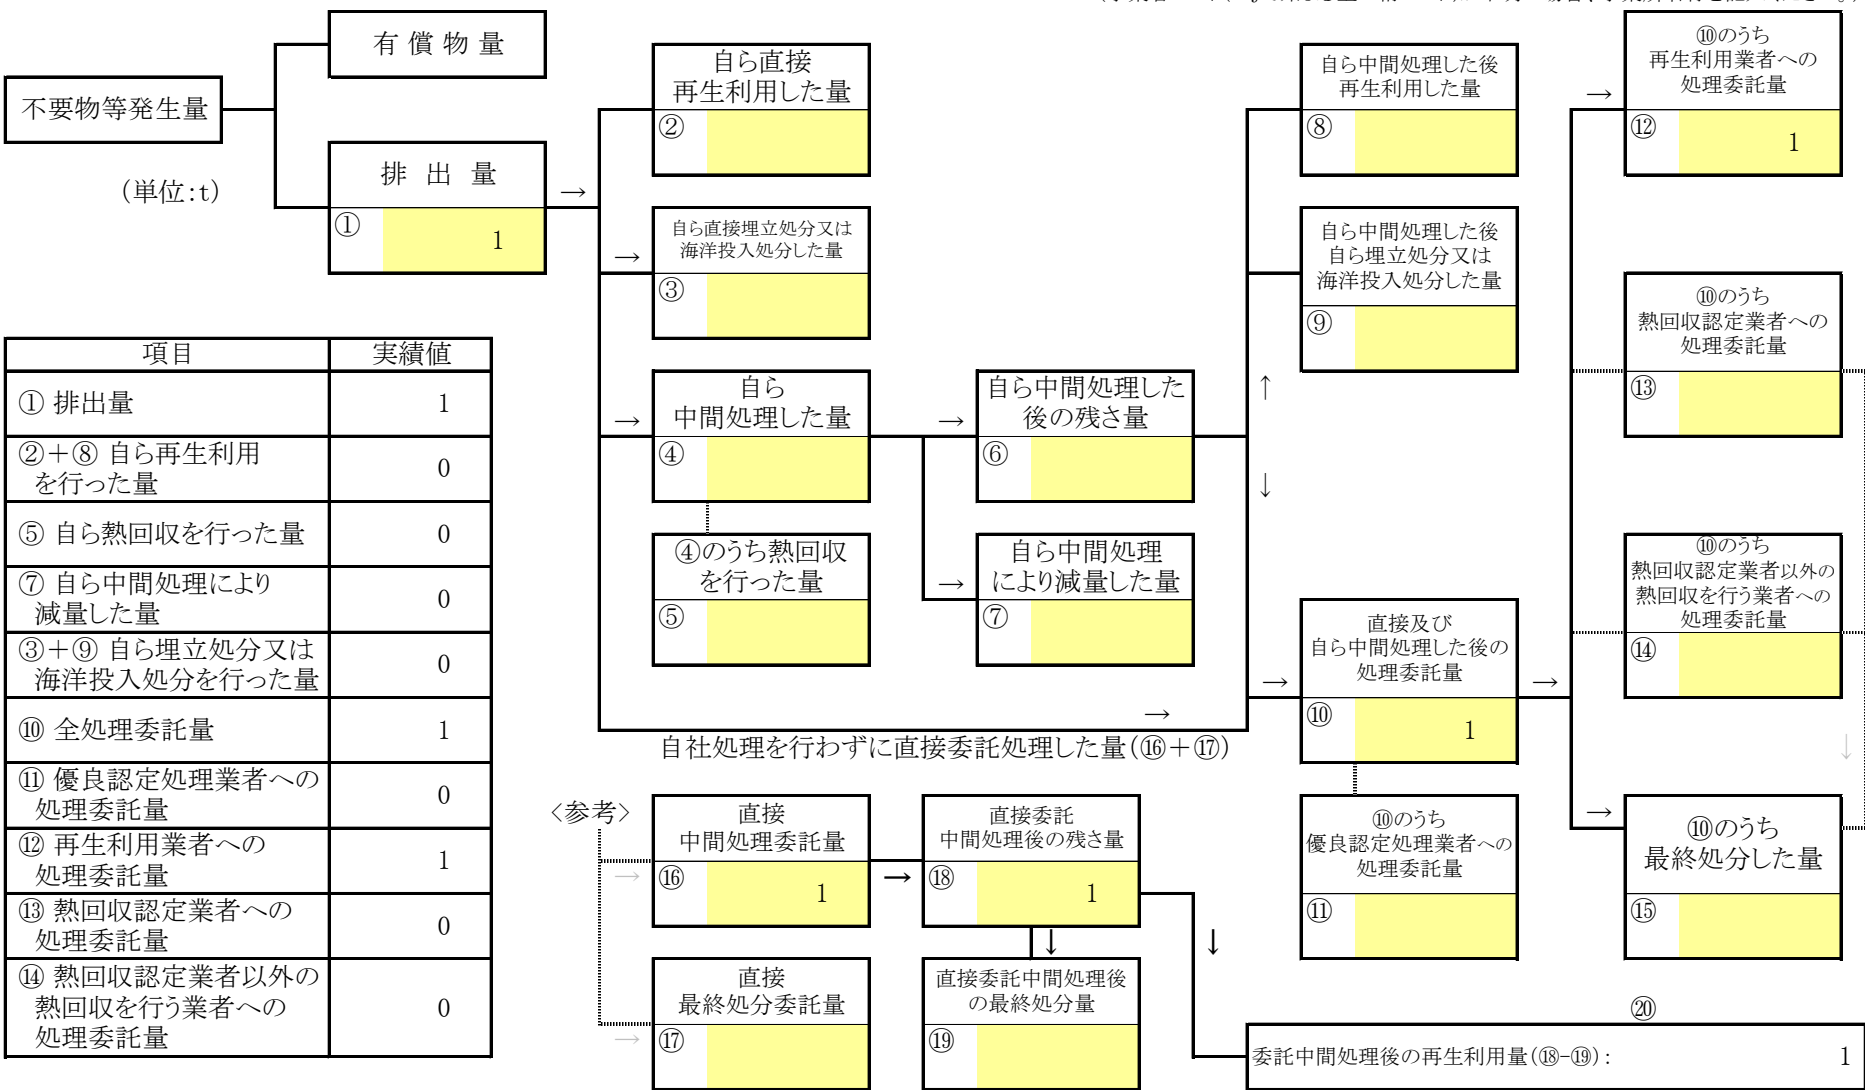 有 償 物 量
不要物等発生量
(単位:t)
排 出 量
①
1
→
自ら直接
再生利用した量
②
→
自ら直接埋立処分又は
海洋投入処分した量
③
→
自ら
中間処理した量
④
④のうち熱回収
を行った量
⑤
→
自ら中間処理した
後の残さ量
⑥
→
自ら中間処理
により減量した量
⑦
自ら中間処理した後
再生利用した量
⑧
自ら中間処理した後
自ら埋立処分又は
海洋投入処分した量
⑨
↑
↓
→
直接及び
自ら中間処理した後の
処理委託量
⑩
1
→
⑩のうち
優良認定処理業者への
処理委託量
⑪
→
⑩のうち
再生利用業者への
処理委託量
⑫
1
⑩のうち
熱回収認定業者への
処理委託量
⑬
⑩のうち
熱回収認定業者以外の
熱回収を行う業者への
処理委託量
⑭
↓
→
⑩のうち
最終処分した量
⑮
→
自社処理を行わずに直接委託処理した量(⑯+⑰)
<参考>
→
直接
中間処理委託量
⑯
1
→
直接委託
中間処理後の残さ量
⑱
1
↓
↓
→
直接
最終処分委託量
⑰
直接委託中間処理後
の最終処分量
⑲
⑳
委託中間処理後の再生利用量(⑱-⑲):
1
項目 実績値
① 排出量 1
②+⑧ 自ら再生利用
を行った量 0
⑤ 自ら熱回収を行った量 0
⑦ 自ら中間処理により
減量した量 0
③+⑨ 自ら埋立処分又は
海洋投入処分を行った量 0
⑩ 全処理委託量 1
⑪ 優良認定処理業者への
処理委託量 0
⑫ 再生利用業者への
処理委託量 1
⑬ 熱回収認定業者への
処理委託量 0
⑭ 熱回収認定業者以外の
熱回収を行う業者への
処理委託量 0